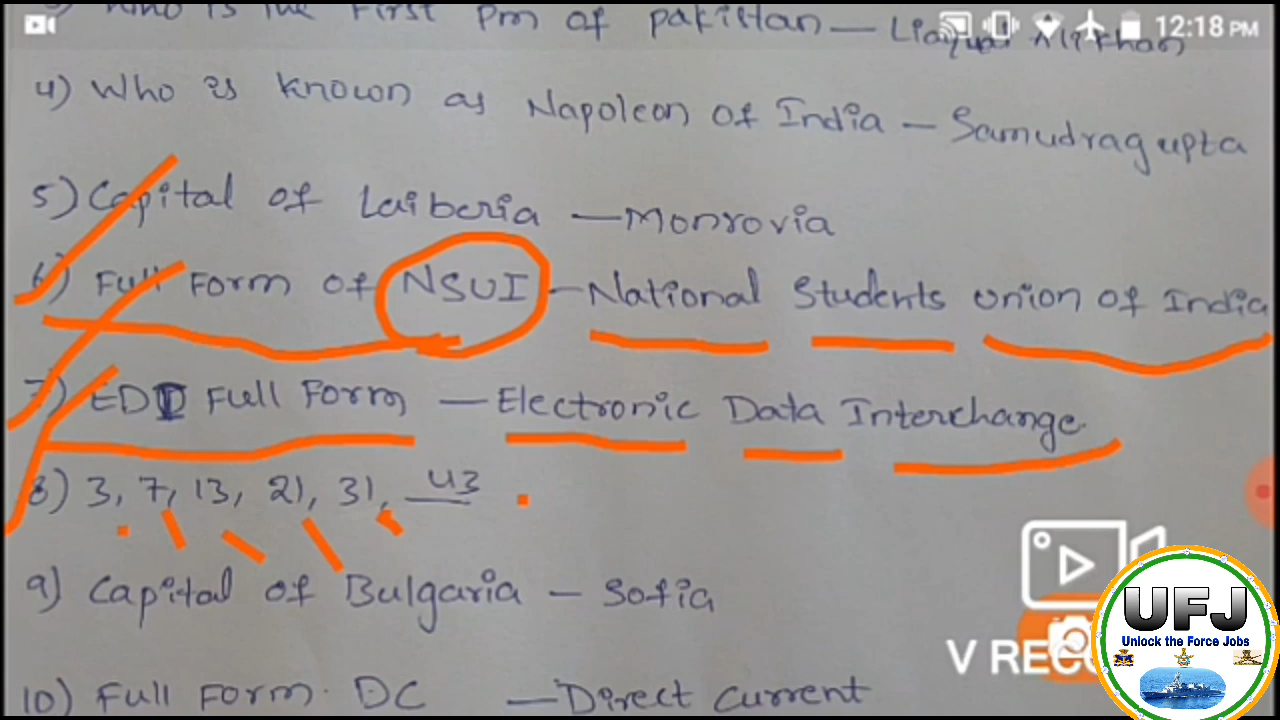 3) Who is the First Pm of Pakistan — Liaquat Ali Khan
12:18 PM
4) Who is known as Napoleon of India — Samudragupta
5) Capital of Laiberia — Monrovia
6) Full Form of NSUI — National Students Union of India
7) EDI Full Form — Electronic Data Interchange
8) 3, 7, 13, 21, 31, 43
9) Capital of Bulgaria — Sofia
10) Full Form DC — Direct Current
V REC
UFJ
Unlock the Force Jobs